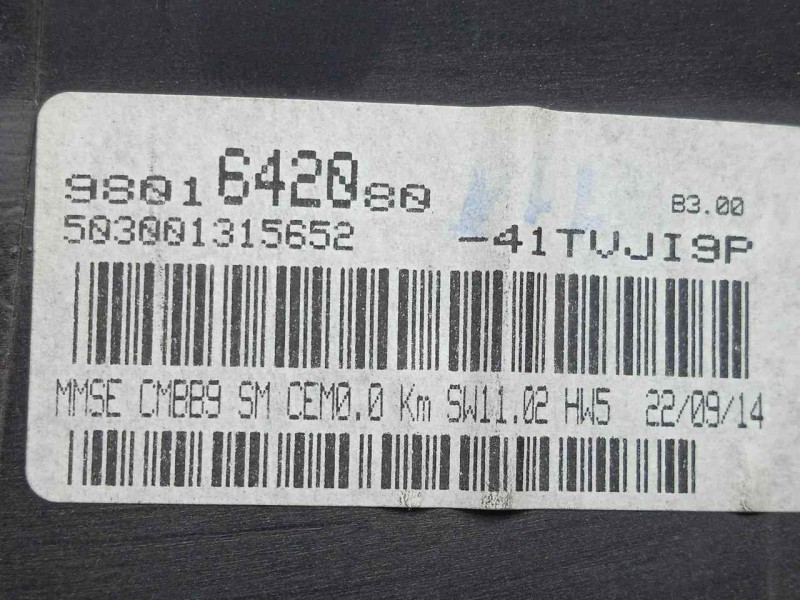 9801642080 B3.00
503001315652 -41TVJI9P
MMSE CMBB9 SM CEM0.0 Km SW11.02 HW5 22/09/14